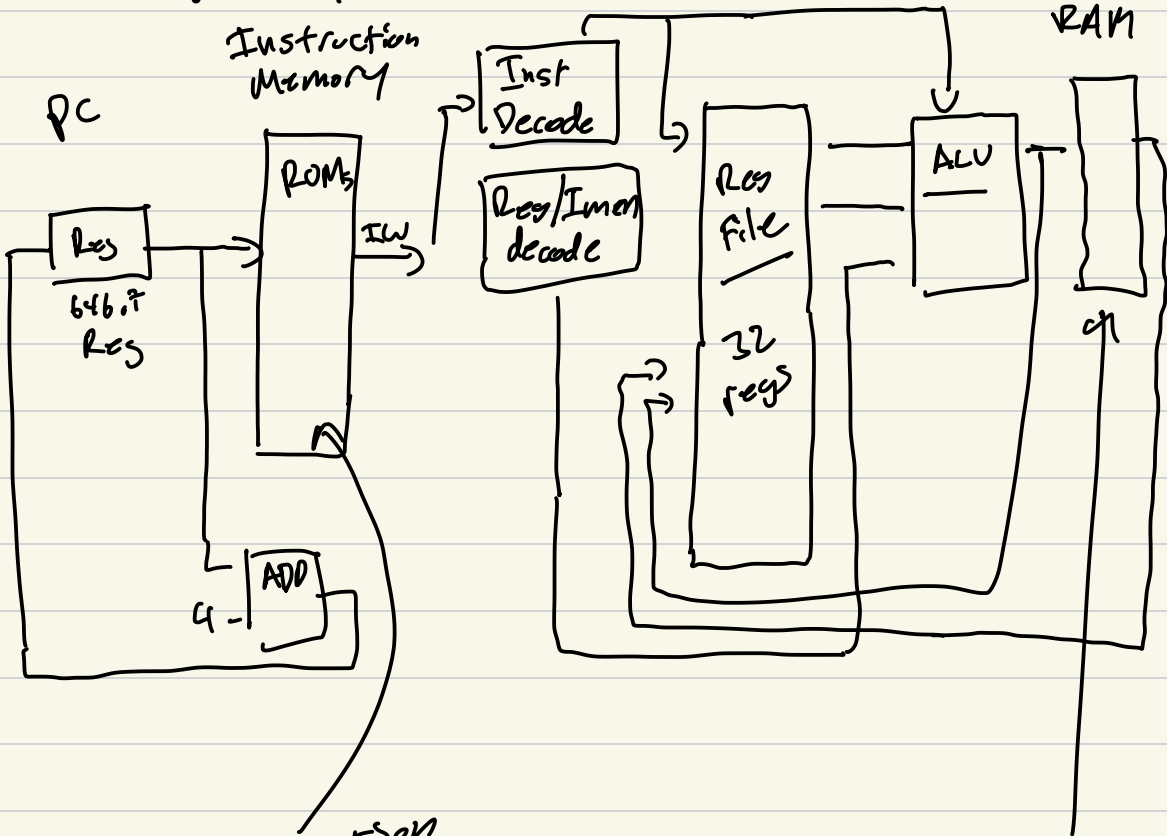 RAM
Instruction
Memory
PC
Inst
Decode
ROMs
ALU
Reg
File
Reg/Imem
decode
IW
Reg
64bit
Reg
32
regs
ADD
4